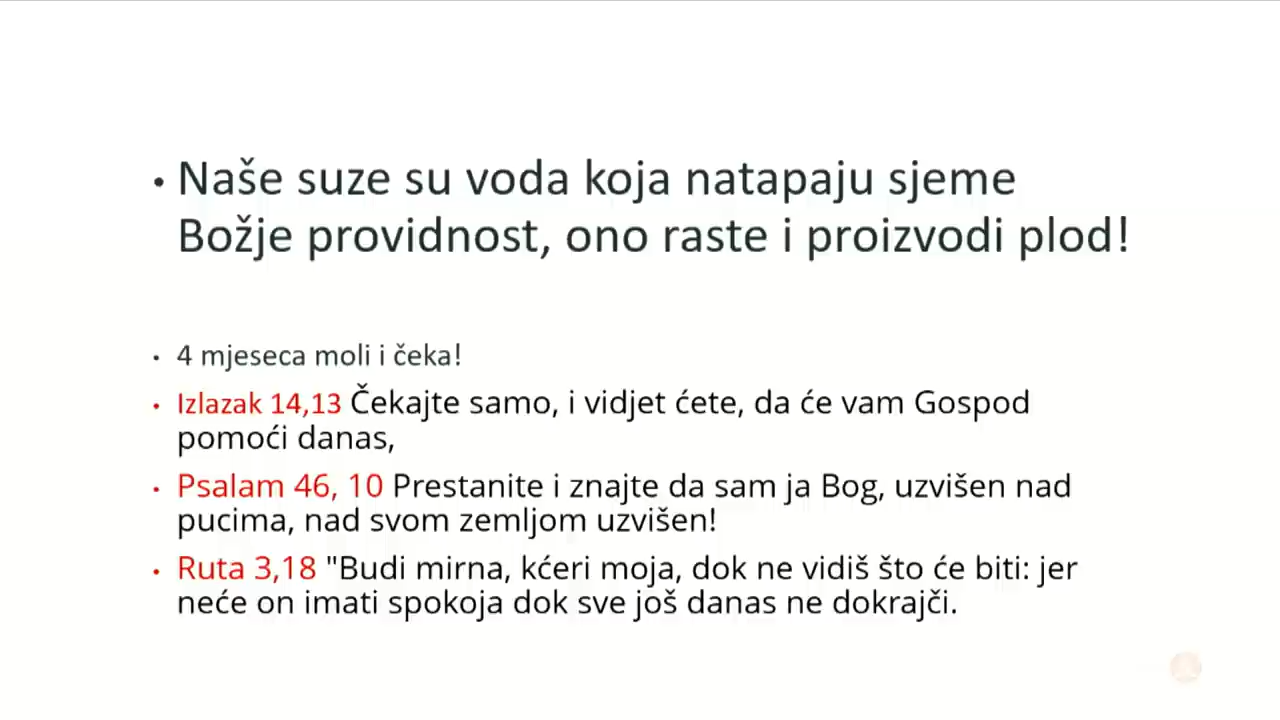 • Naše suze su voda koja natapaju sjeme
Božje providnost, ono raste i proizvodi plod!
• 4 mjeseca moli i čeka!
• Izlazak 14,13 Čekajte samo, i vidjet ćete, da će vam Gospod
pomoći danas,
• Psalam 46, 10 Prestanite i znajte da sam ja Bog, uzvišen nad
pucima, nad svom zemljom uzvišen!
• Ruta 3,18 "Budi mirna, kćeri moja, dok ne vidiš što će biti: jer
neće on imati spokoja dok sve još danas ne dokrajči.